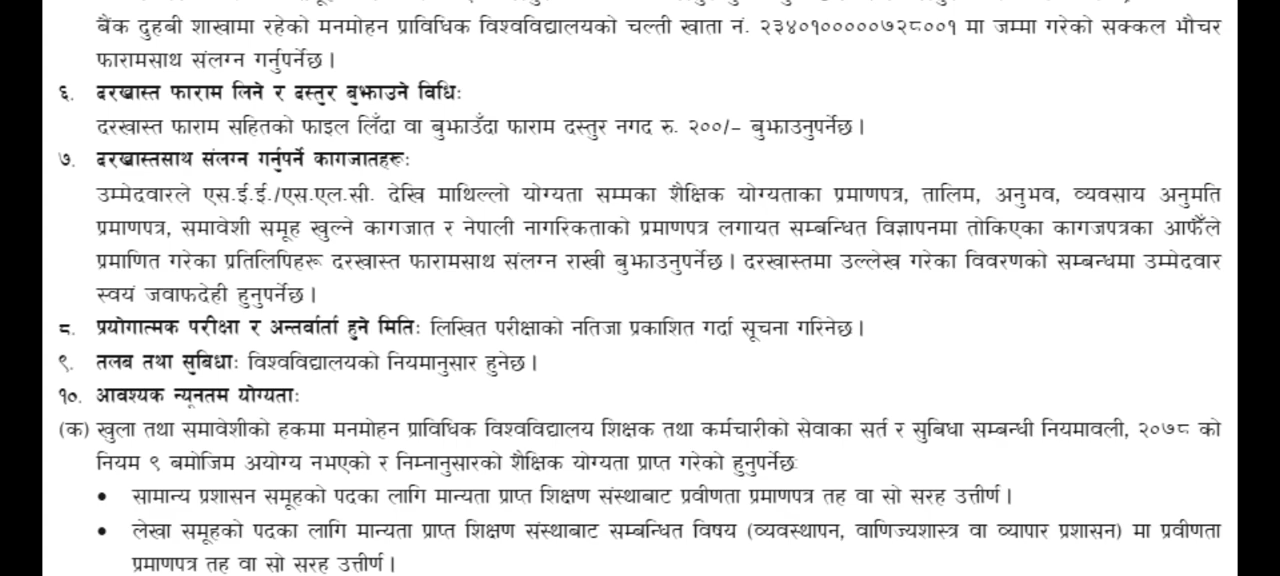 बैंक दुहबी शाखामा रहेको मनमोहन प्राविधिक विश्वविद्यालयको चल्ती खाता नं. २३४०१०००००७२८००१ मा जम्मा गरेको सक्कल भौचर
फारामसाथ संलग्न गर्नुपर्नेछ ।
६. दरखास्त फाराम लिने र दस्तुर बुझाउने विधिः
दरखास्त फाराम सहितको फाइल लिँदा वा बुझाउँदा फाराम दस्तुर नगद रु. २००/- बुझाउनुपर्नेछ ।
७. दरखास्तसाथ संलग्न गर्नुपर्ने कागजातहरूः
उम्मेदवारले एस.ई.ई./एस.एल.सी. देखि माथिल्लो योग्यता सम्मका शैक्षिक योग्यताका प्रमाणपत्र, तालिम, अनुभव, व्यवसाय अनुमति
प्रमाणपत्र, समावेशी समूह खुल्ने कागजात र नेपाली नागरिकताको प्रमाणपत्र लगायत सम्बन्धित विज्ञापनमा तोकिएका कागजपत्रका आफैँले
प्रमाणित गरेका प्रतिलिपिहरू दरखास्त फारामसाथ संलग्न राखी बुझाउनुपर्नेछ । दरखास्तमा उल्लेख गरेका विवरणको सम्बन्धमा उम्मेदवार
स्वयं जवाफदेही हुनुपर्नेछ ।
८. प्रयोगात्मक परीक्षा र अन्तर्वार्ता हुने मितिः लिखित परीक्षाको नतिजा प्रकाशित गर्दा सूचना गरिनेछ ।
९. तलब तथा सुबिधाः विश्वविद्यालयको नियमानुसार हुनेछ ।
१०. आवश्यक न्यूनतम योग्यताः
(क) खुला तथा समावेशीको हकमा मनमोहन प्राविधिक विश्वविद्यालय शिक्षक तथा कर्मचारीको सेवाका सर्त र सुबिधा सम्बन्धी नियमावली, २०७८ को
नियम ९ बमोजिम अयोग्य नभएको र निम्नानुसारको शैक्षिक योग्यता प्राप्त गरेको हुनुपर्नेछः
• सामान्य प्रशासन समूहको पदका लागि मान्यता प्राप्त शिक्षण संस्थाबाट प्रवीणता प्रमाणपत्र तह वा सो सरह उत्तीर्ण ।
• लेखा समूहको पदका लागि मान्यता प्राप्त शिक्षण संस्थाबाट सम्बन्धित विषय (व्यवस्थापन, वाणिज्यशास्त्र वा व्यापार प्रशासन) मा प्रवीणता
प्रमाणपत्र तह वा सो सरह उत्तीर्ण ।